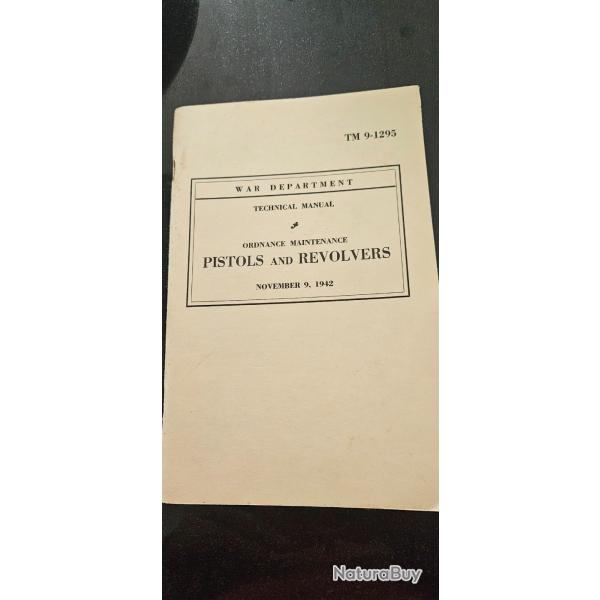 TM 9-1295
WAR DEPARTMENT
TECHNICAL MANUAL
ORDNANCE MAINTENANCE
PISTOLS AND REVOLVERS
NOVEMBER 9, 1942
NaturaBuy